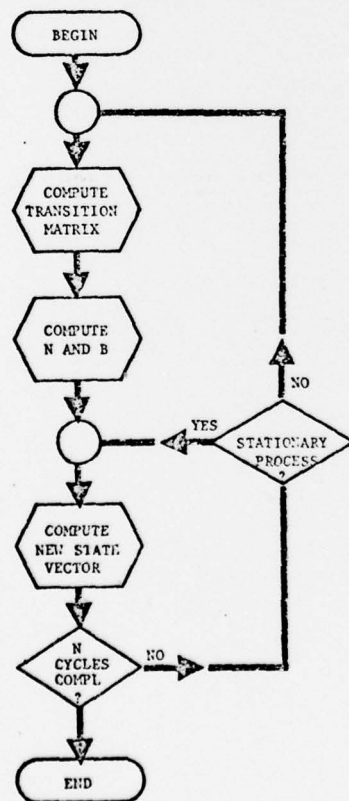 BEGIN
COMPUTE
TRANSITION
MATRIX
COMPUTE
N AND B
NO
YES
STATIONARY
PROCESS
?
COMPUTE
NEW STATE
VECTOR
N
CYCLES
COMPL
?
NO
END